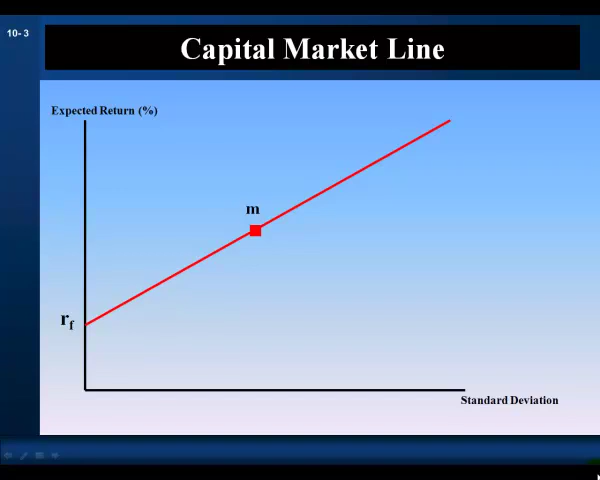 10- 3
Capital Market Line
Expected Return (%)
m
rf
Standard Deviation